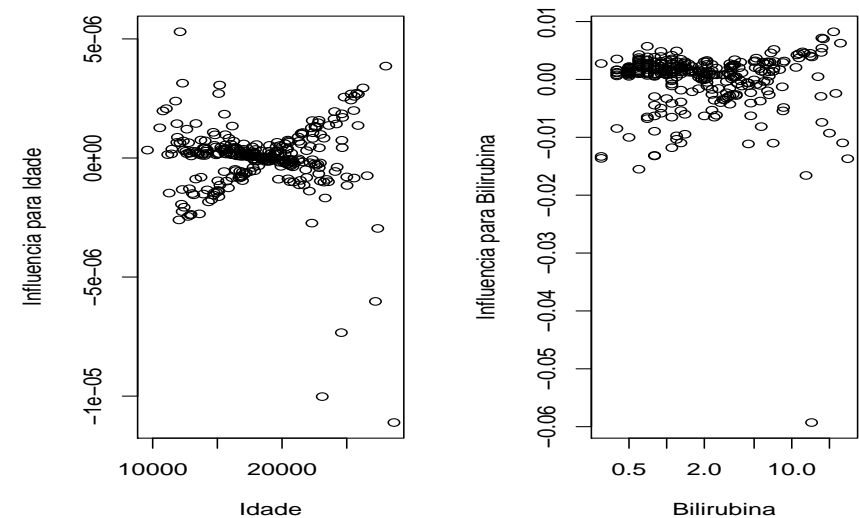 Influencia para Idade
5e−06
0e+00
−5e−06
−1e−05
10000
20000
Idade
Influencia para Bilirubina
0.01
0.00
−0.01
−0.02
−0.03
−0.04
−0.05
−0.06
0.5
2.0
10.0
Bilirubina